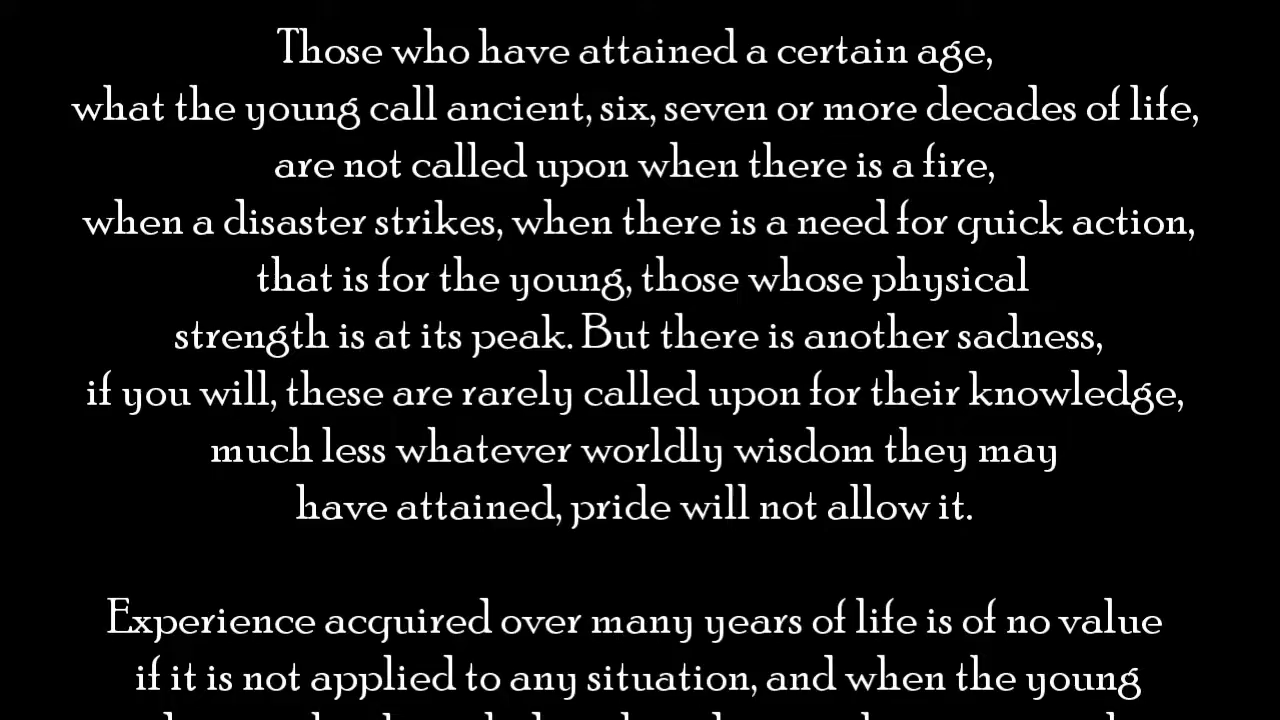 Those who have attained a certain age,
what the young call ancient, six, seven or more decades of life,
are not called upon when there is a fire,
when a disaster strikes, when there is a need for quick action,
that is for the young, those whose physical
strength is at its peak. But there is another sadness,
if you will, these are rarely called upon for their knowledge,
much less whatever worldly wisdom they may
have attained, pride will not allow it.
Experience acquired over many years of life is of no value
if it is not applied to any situation, and when the young